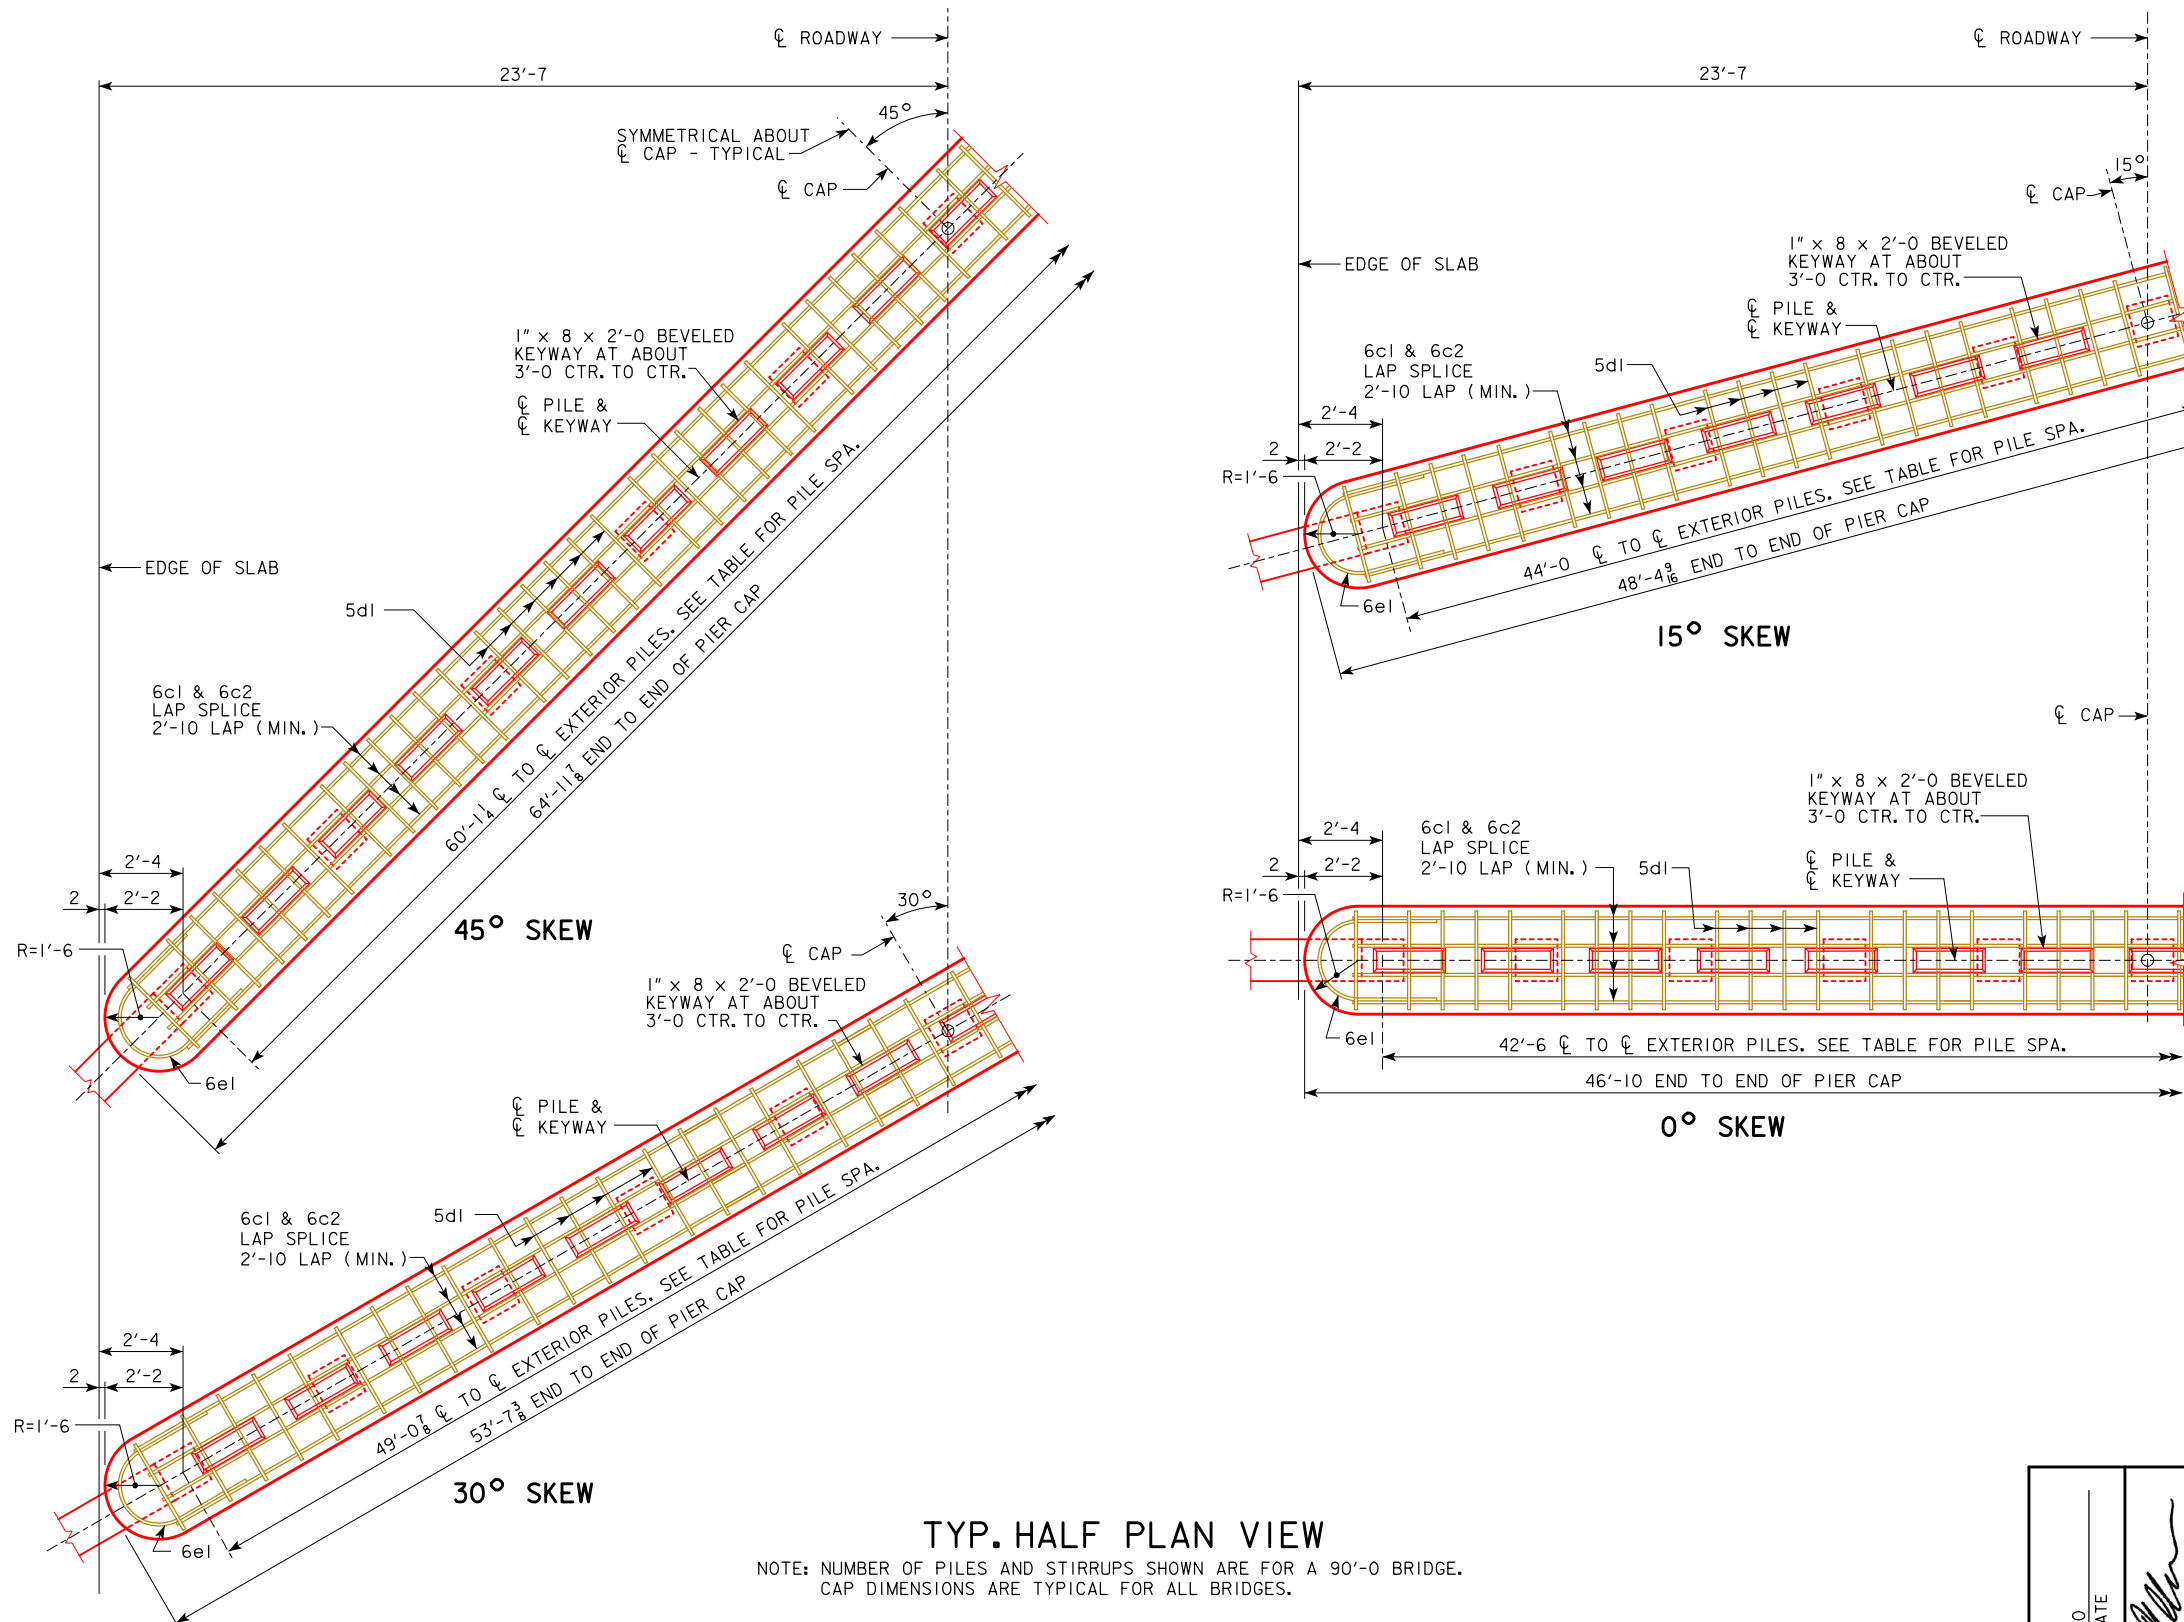 ℄ ROADWAY
23'-7
45°
SYMMETRICAL ABOUT
℄ CAP - TYPICAL
℄ CAP
1" x 8 x 2'-0 BEVELED
KEYWAY AT ABOUT
3'-0 CTR. TO CTR.
℄ PILE &
℄ KEYWAY
EDGE OF SLAB
5d1
6c1 & 6c2
LAP SPLICE
2'-10 LAP (MIN.)
60'-1 1/4 ℄ TO ℄ EXTERIOR PILES. SEE TABLE FOR PILE SPA.
64'-11 7/8 END TO END OF PIER CAP
2'-4
2
2'-2
R=1'-6
6e1
45° SKEW
30°
℄ CAP
1" x 8 x 2'-0 BEVELED
KEYWAY AT ABOUT
3'-0 CTR. TO CTR.
℄ PILE &
℄ KEYWAY
6c1 & 6c2
LAP SPLICE
2'-10 LAP (MIN.)
5d1
2'-4
2
2'-2
R=1'-6
6e1
49'-0 7/8 ℄ TO ℄ EXTERIOR PILES. SEE TABLE FOR PILE SPA.
53'-7 3/8 END TO END OF PIER CAP
30° SKEW
℄ ROADWAY
23'-7
15°
℄ CAP
EDGE OF SLAB
1" x 8 x 2'-0 BEVELED
KEYWAY AT ABOUT
3'-0 CTR. TO CTR.
℄ PILE &
℄ KEYWAY
6c1 & 6c2
LAP SPLICE
2'-10 LAP (MIN.)
5d1
2'-4
2
2'-2
R=1'-6
6e1
44'-0 ℄ TO ℄ EXTERIOR PILES. SEE TABLE FOR PILE SPA.
48'-4 9/16 END TO END OF PIER CAP
15° SKEW
℄ CAP
1" x 8 x 2'-0 BEVELED
KEYWAY AT ABOUT
3'-0 CTR. TO CTR.
℄ PILE &
℄ KEYWAY
6c1 & 6c2
LAP SPLICE
2'-10 LAP (MIN.)
5d1
2'-4
2
2'-2
R=1'-6
6e1
42'-6 ℄ TO ℄ EXTERIOR PILES. SEE TABLE FOR PILE SPA.
46'-10 END TO END OF PIER CAP
0° SKEW
TYP. HALF PLAN VIEW
NOTE: NUMBER OF PILES AND STIRRUPS SHOWN ARE FOR A 90'-0 BRIDGE.
CAP DIMENSIONS ARE TYPICAL FOR ALL BRIDGES.